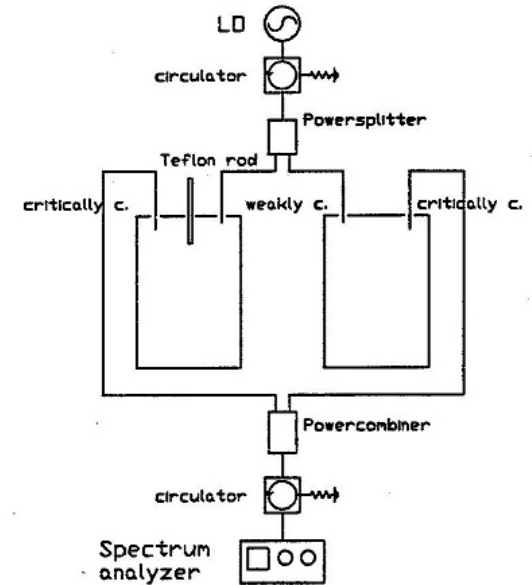 LO
circulator
Powersplitter
Teflon rod
critically c.
weakly c.
critically c.
Powercombiner
circulator
Spectrum
analyzer